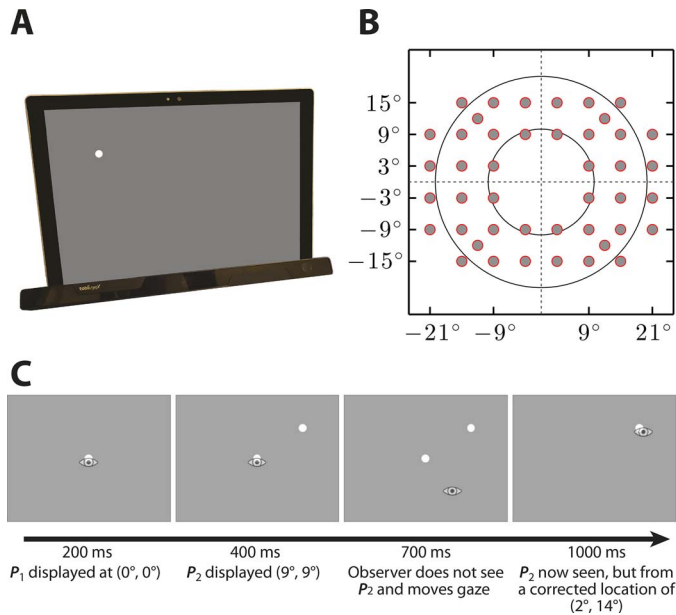 A
B
15°
9°
3°
−3°
−9°
−15°
−21°
−9°
9°
21°
C
200 ms
400 ms
700 ms
1000 ms
P1 displayed at (0°, 0°)
P2 displayed (9°, 9°)
Observer does not see
P2 and moves gaze
P2 now seen, but from
a corrected location of
(2°, 14°)